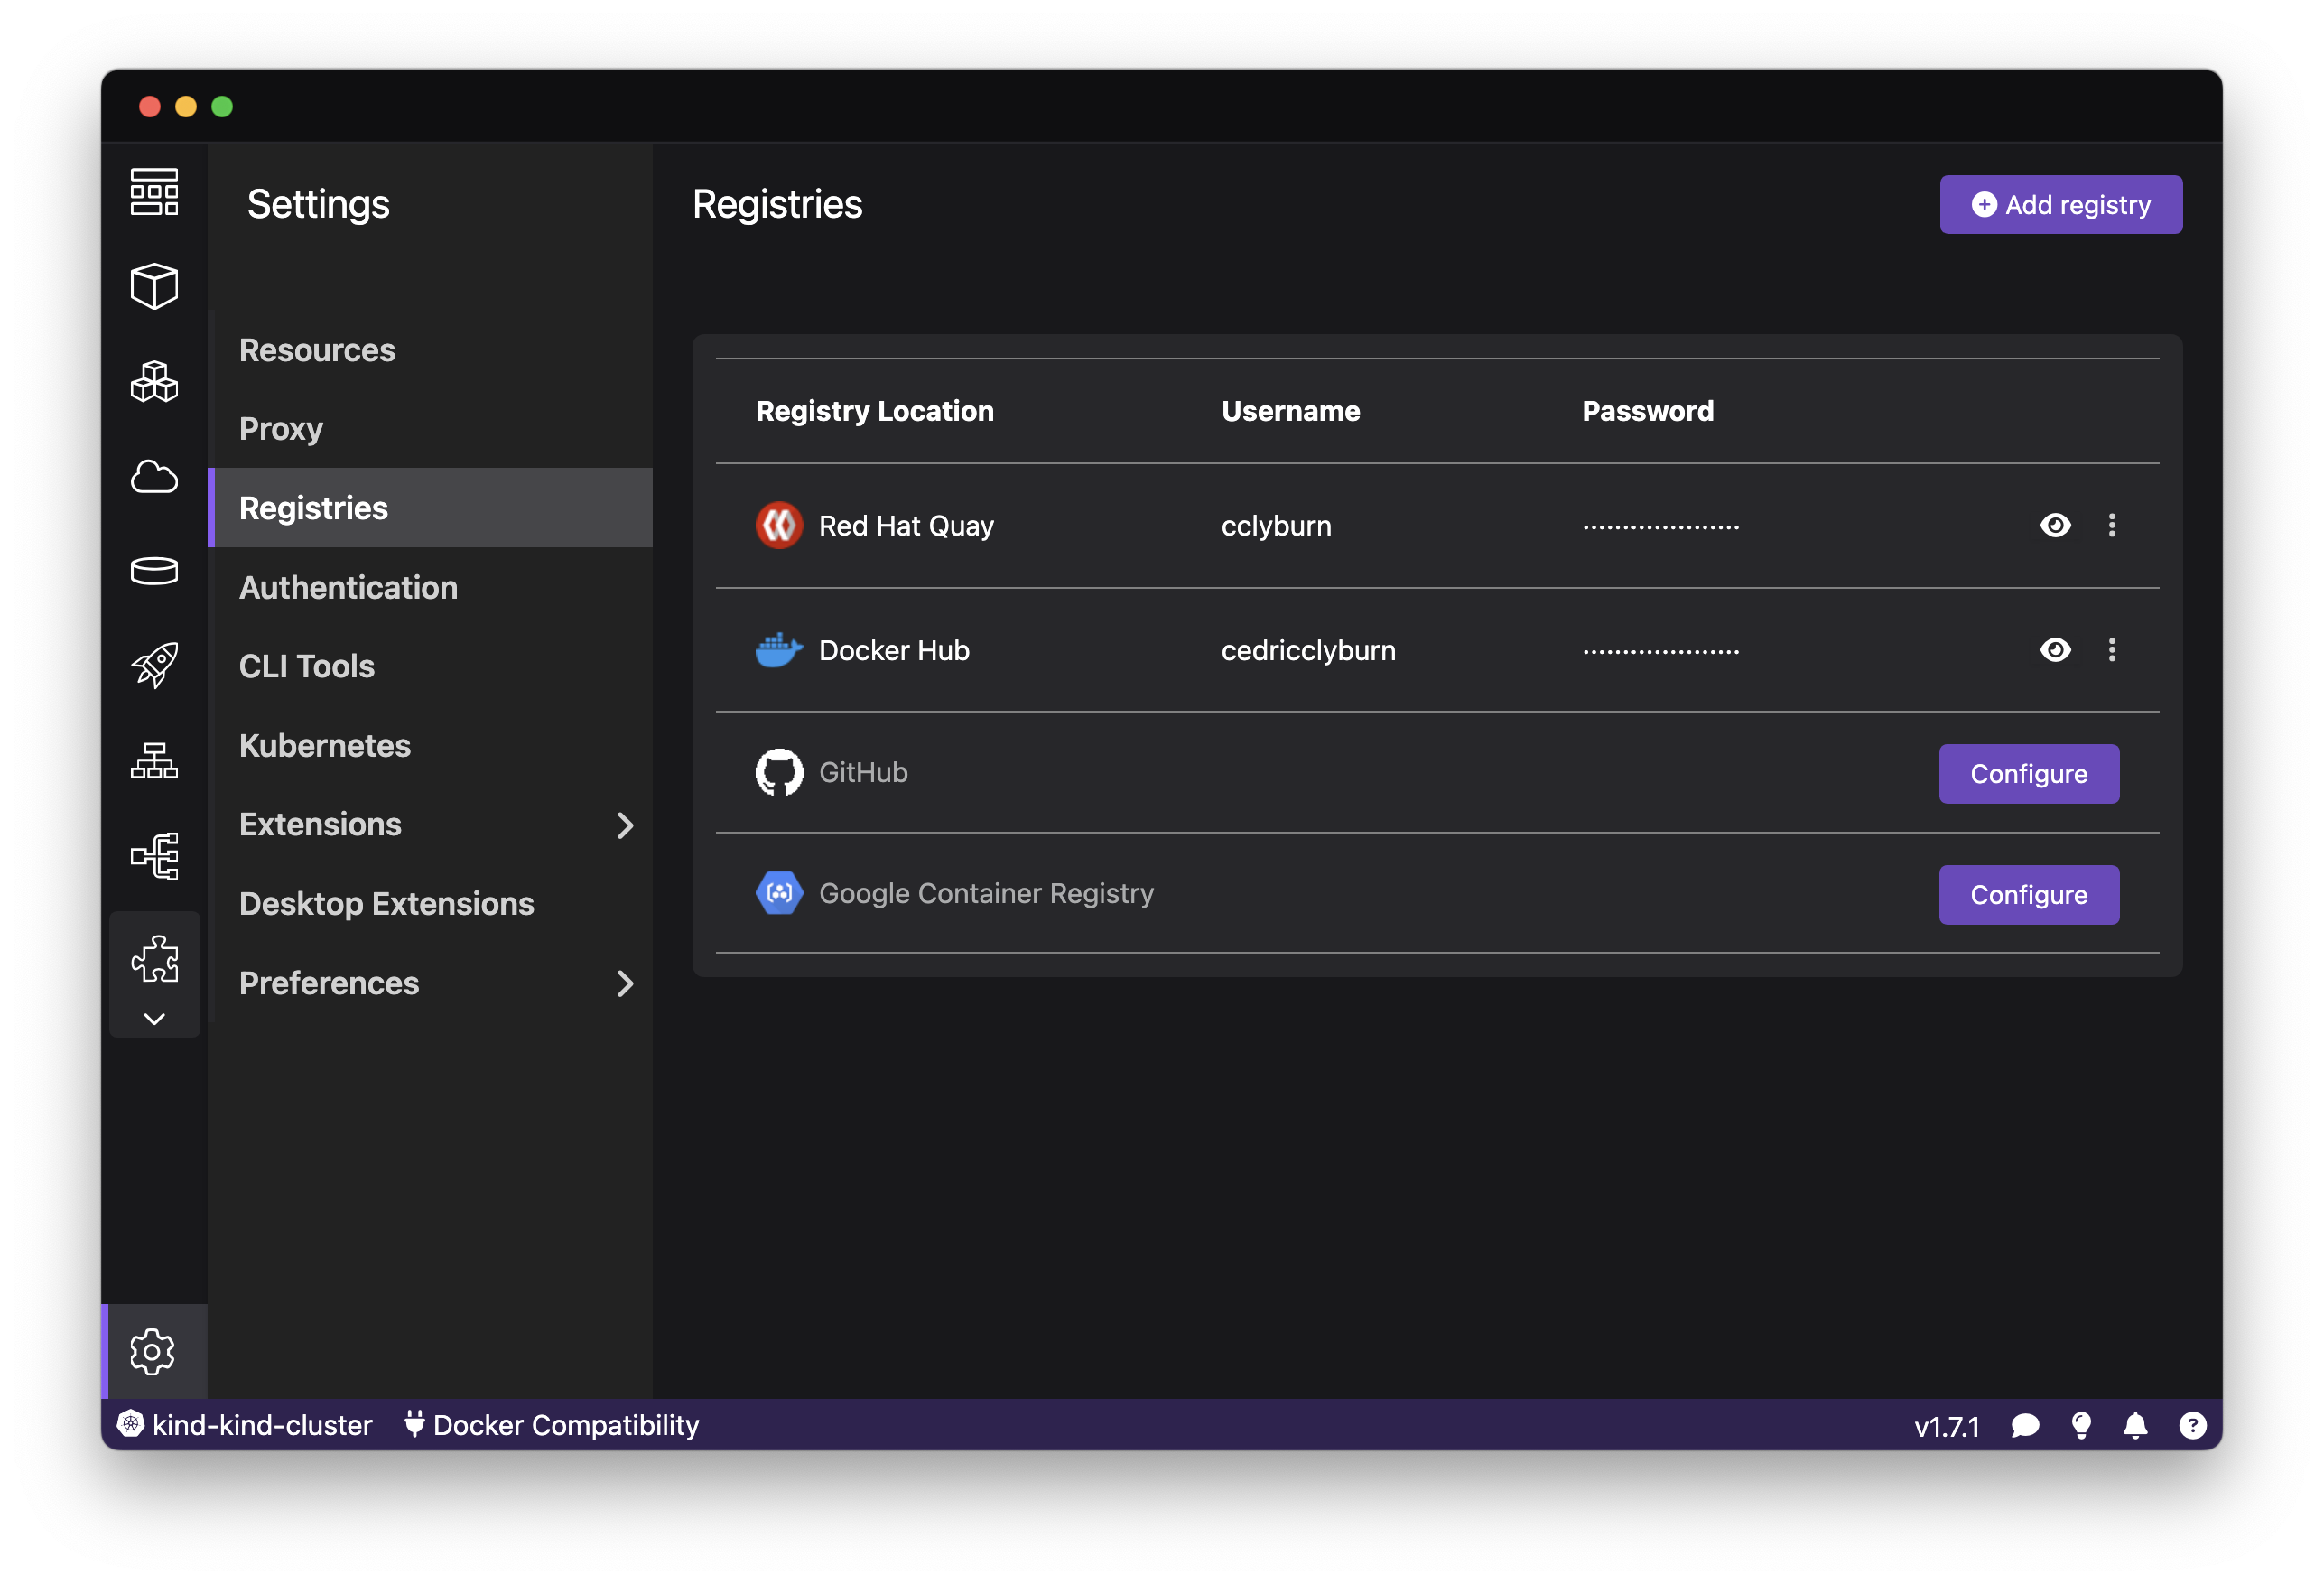 Settings
Resources
Proxy
Registries
Authentication
CLI Tools
Kubernetes
Extensions
Desktop Extensions
Preferences
Registries
Add registry
Registry Location Username Password
Red Hat Quay cclyburn ····················
Docker Hub cedricclyburn ····················
GitHub Configure
Google Container Registry Configure
kind-kind-cluster Docker Compatibility v1.7.1